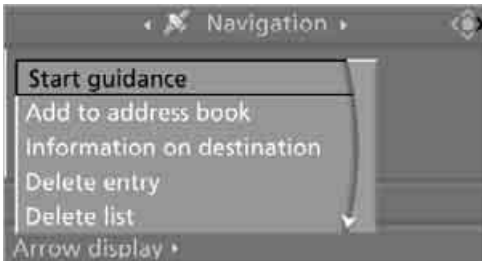 Navigation
Start guidance
Add to address book
Information on destination
Delete entry
Delete list
Arrow display